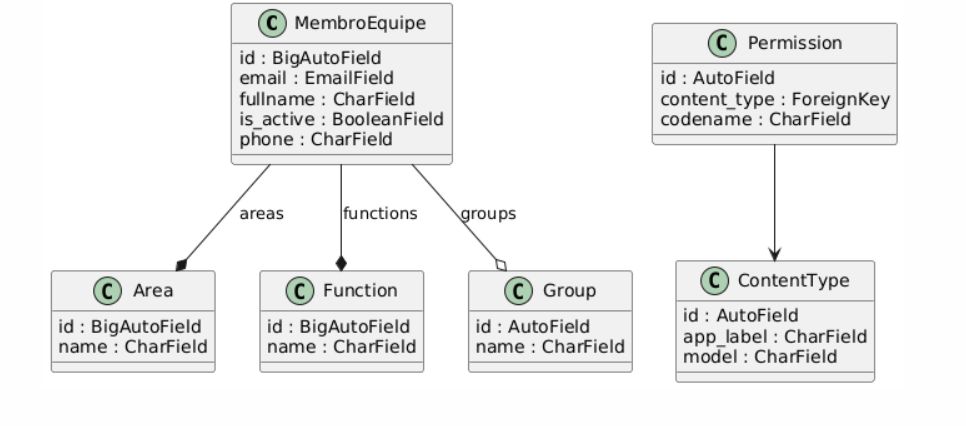 C MembroEquipe
id : BigAutoField
email : EmailField
fullname : CharField
is_active : BooleanField
phone : CharField
C Permission
id : AutoField
content_type : ForeignKey
codename : CharField
areas
functions
groups
C Area
id : BigAutoField
name : CharField
C Function
id : BigAutoField
name : CharField
C Group
id : AutoField
name : CharField
C ContentType
id : AutoField
app_label : CharField
model : CharField